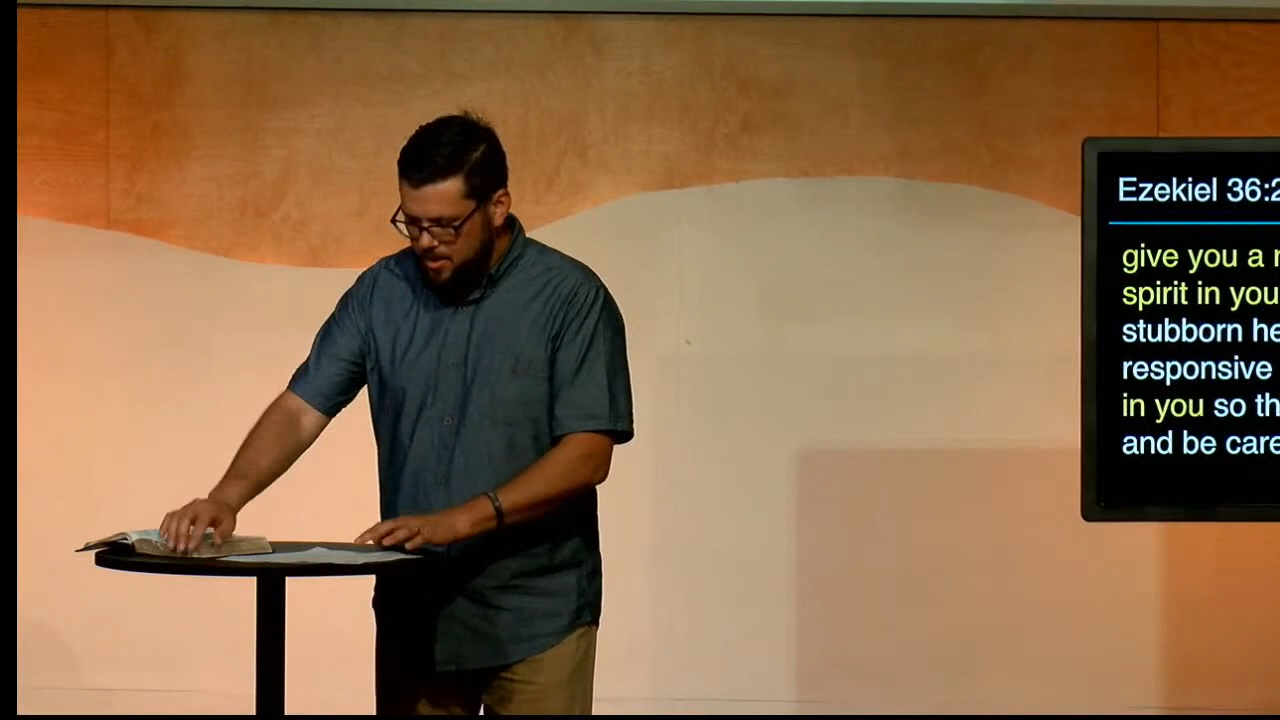 Ezekiel 36:2
give you a
spirit in you
stubborn he
responsive
in you so th
and be care